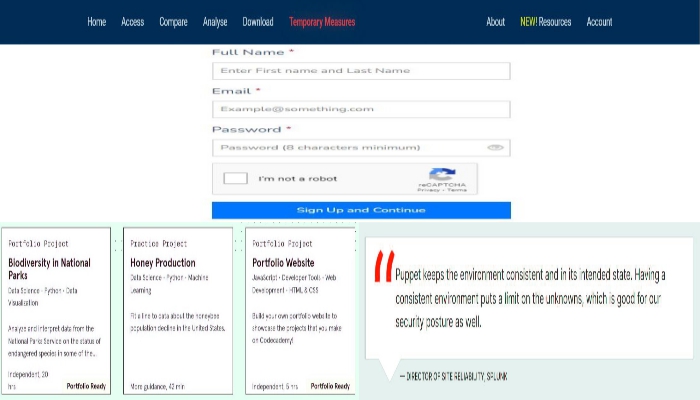 Home Access Compare Analyse Download Temporary Measures About NEW! Resources Account
Full Name *
Enter First name and Last Name
Email *
Example@something.com
Password *
Password (8 characters minimum)
I'm not a robot
reCAPTCHA
Privacy - Terms
Sign Up and Continue
Portfolio Project
Biodiversity in National
Parks
Data Science • Python • Data
Visualization
Analyze and interpret data from the
National Parks Service on the status of
endangered species in some of the...
Independent, 20
hrs
Portfolio Ready
Practice Project
Honey Production
Data Science • Python • Machine
Learning
Fit a line to data about the honeybee
population decline in the United States.
More guidance, 42 min
Portfolio Project
Portfolio Website
JavaScript • Developer Tools • Web
Development • HTML & CSS
Build your own portfolio website to
showcase the projects that you make
on Codecademy!
Independent, 5 hrs
Portfolio Ready
“
Puppet keeps the environment consistent and in its intended state. Having a
consistent environment puts a limit on the unknowns, which is good for our
security posture as well.
— DIRECTOR OF SITE RELIABILITY, SPLUNK